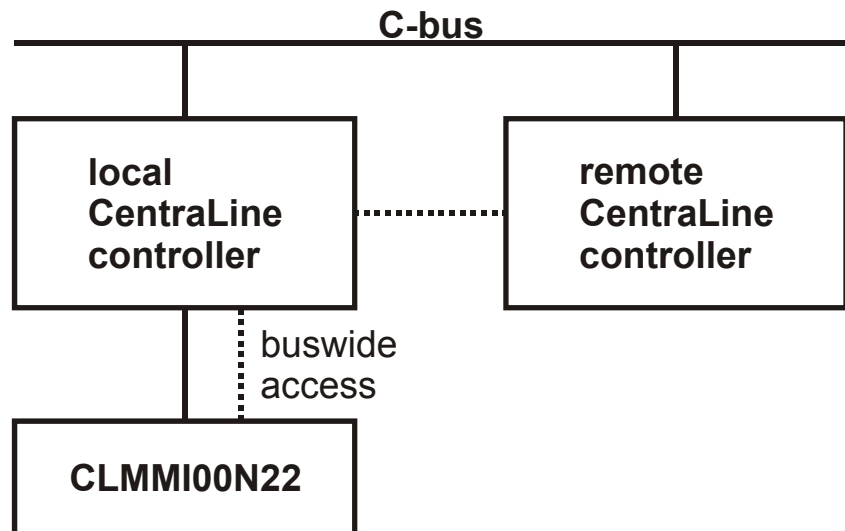 C-bus
local
CentraLine
controller
remote
CentraLine
controller
buswide
access
CLMMI00N22